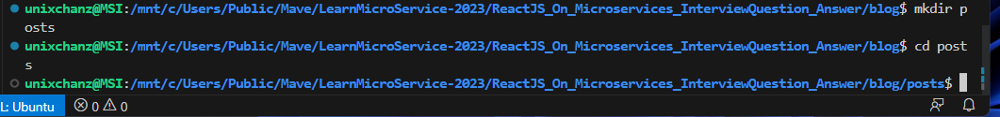 unixchanz@MSI:/mnt/c/Users/Public/Mave/LearnMicroService-2023/ReactJS_On_Microservices_InterviewQuestion_Answer/blog$ mkdir p
osts
unixchanz@MSI:/mnt/c/Users/Public/Mave/LearnMicroService-2023/ReactJS_On_Microservices_InterviewQuestion_Answer/blog$ cd post
s
unixchanz@MSI:/mnt/c/Users/Public/Mave/LearnMicroService-2023/ReactJS_On_Microservices_InterviewQuestion_Answer/blog/posts$
L: Ubuntu 0 0